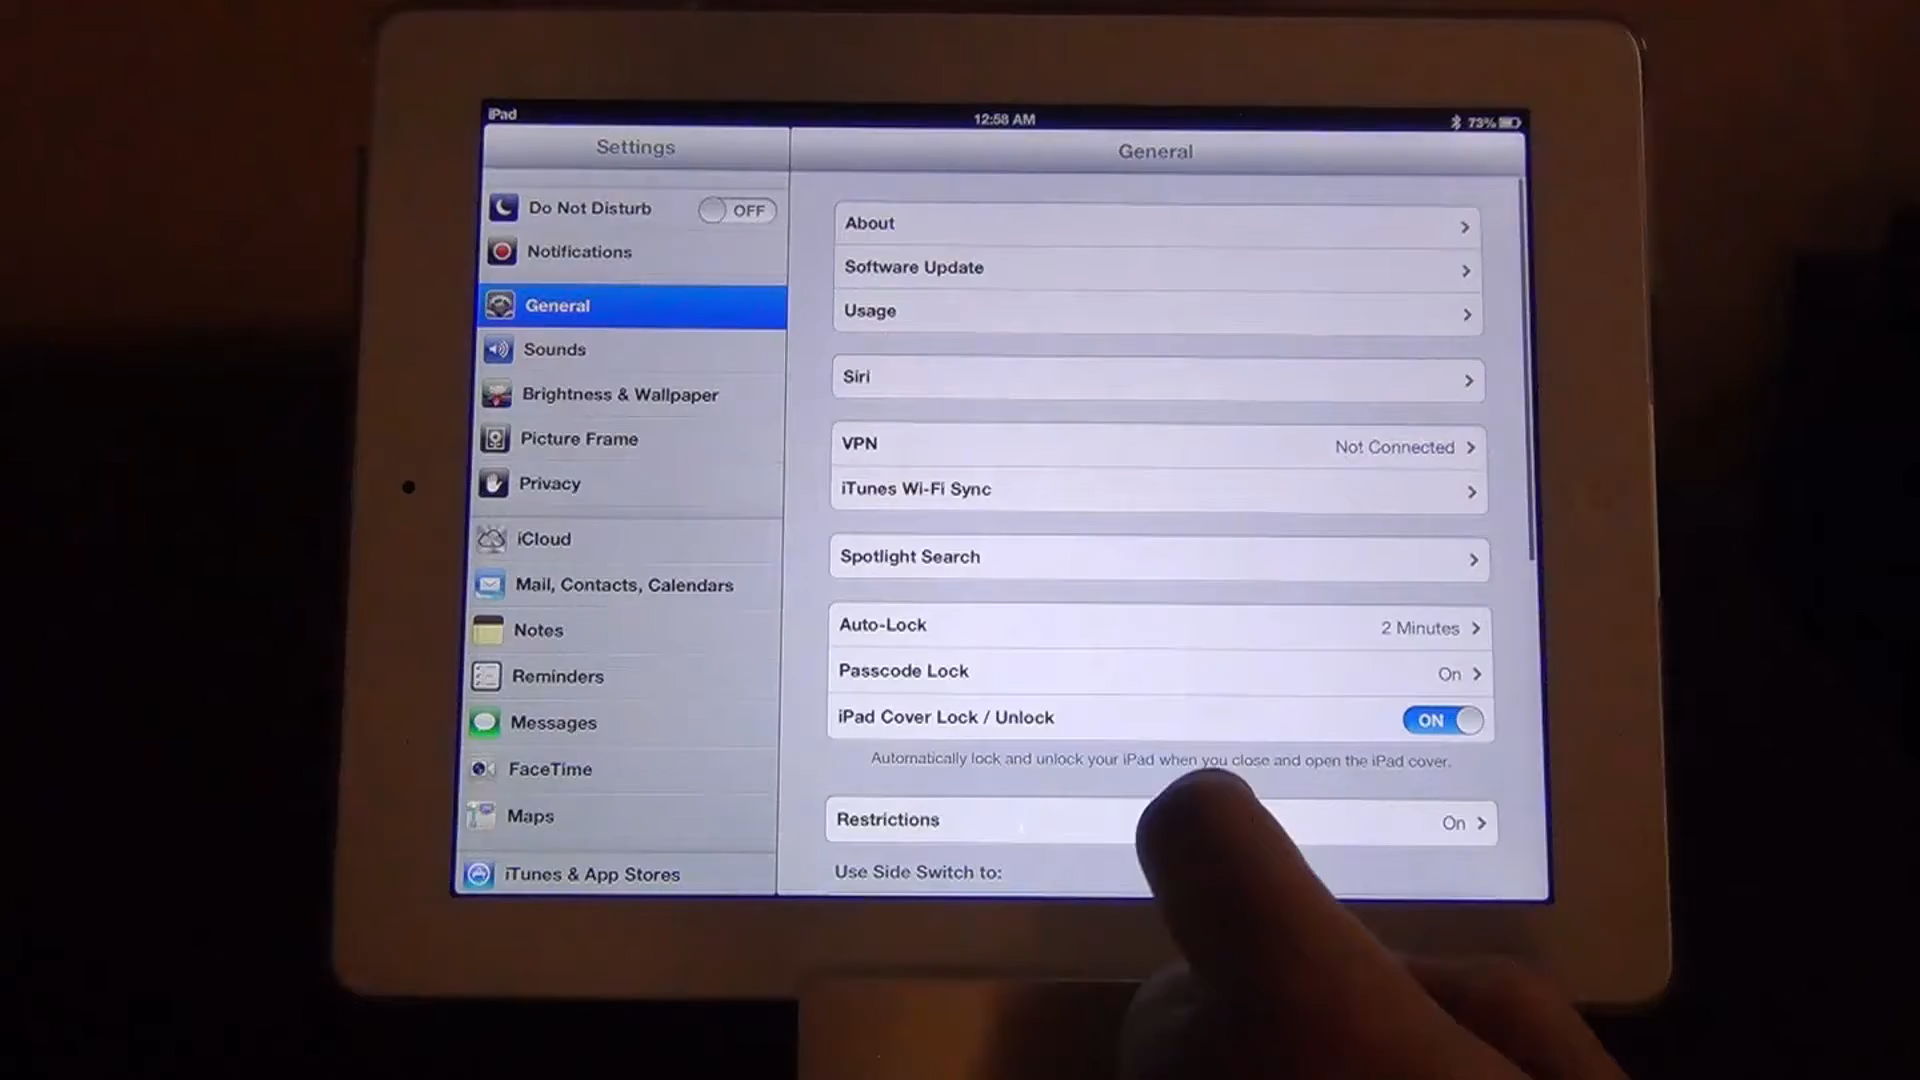 iPad
12:58 AM
73%
Settings
General
Do Not Disturb
OFF
Notifications
General
Sounds
Brightness & Wallpaper
Picture Frame
Privacy
iCloud
Mail, Contacts, Calendars
Notes
Reminders
Messages
FaceTime
Maps
iTunes & App Stores
About
Software Update
Usage
Siri
VPN
Not Connected
iTunes Wi-Fi Sync
Spotlight Search
Auto-Lock
2 Minutes
Passcode Lock
On
iPad Cover Lock / Unlock
ON
Automatically lock and unlock your iPad when you close and open the iPad cover.
Restrictions
On
Use Side Switch to: